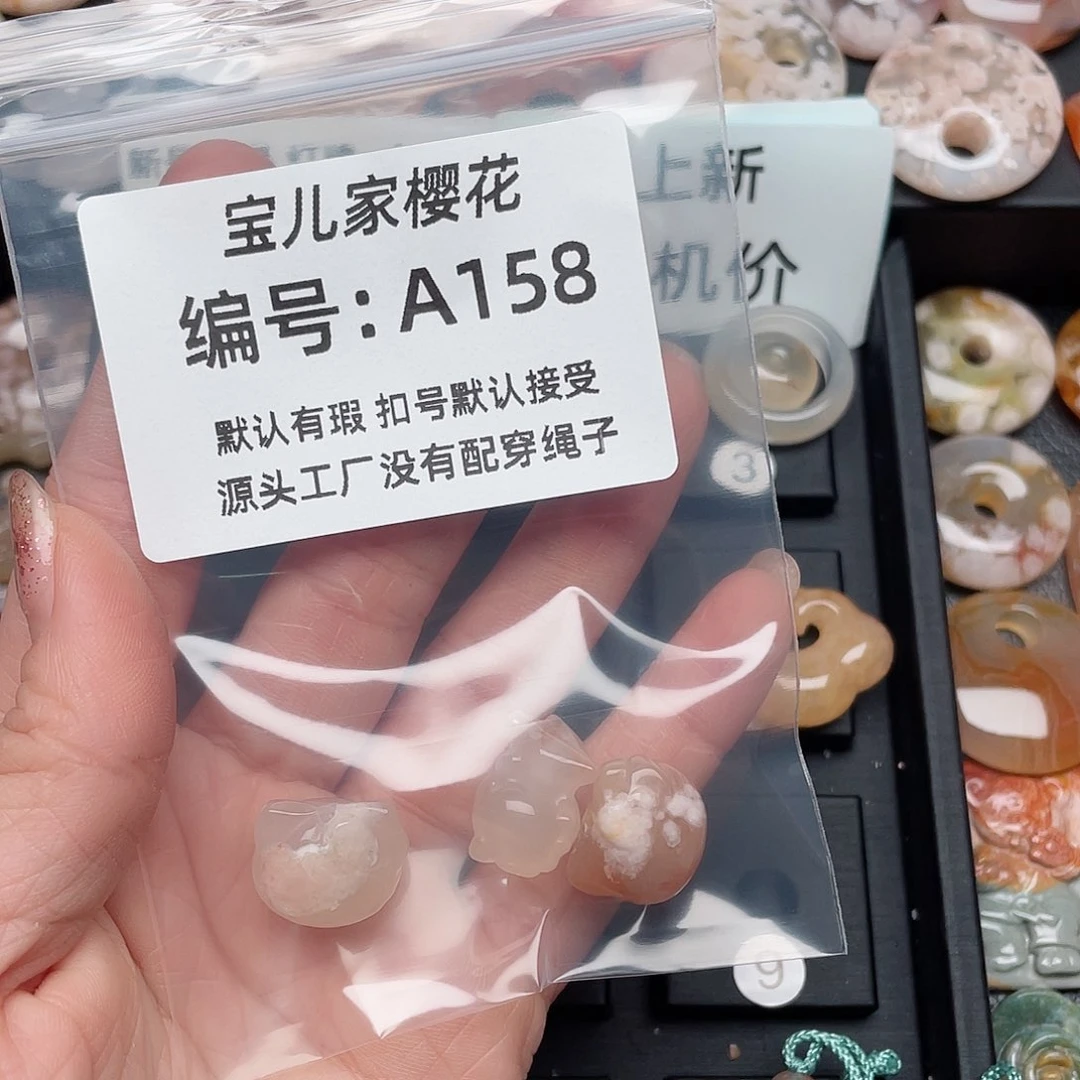 宝儿家樱花
编号：A158
默认有瑕 扣号默认接受
源头工厂没有配穿绳子
上新
机价
3
9